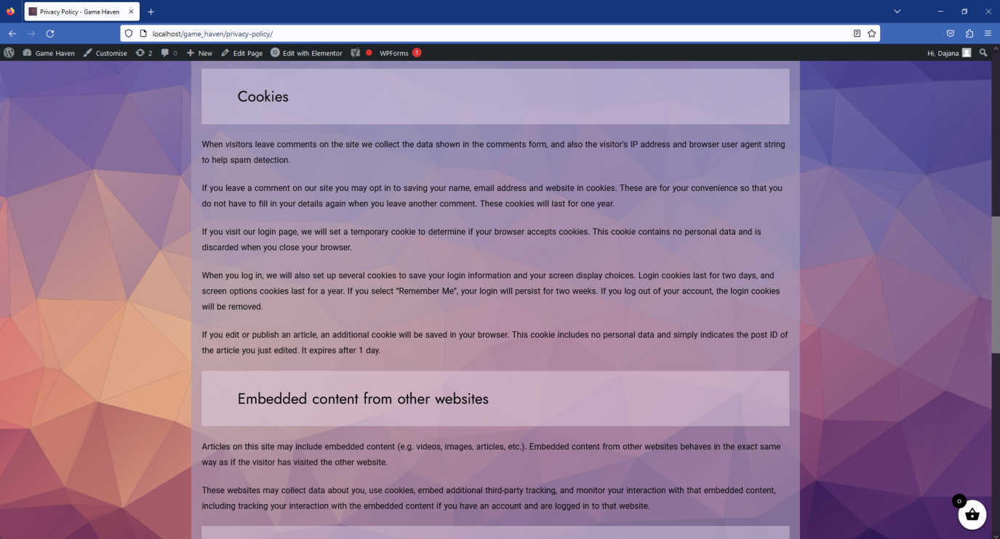 Privacy Policy - Game Haven
localhost/game_haven/privacy-policy/
Game Haven Customise 2 0 New Edit Page Edit with Elementor WPForms 1 Hi, Dajana
Cookies
When visitors leave comments on the site we collect the data shown in the comments form, and also the visitor's IP address and browser user agent string
to help spam detection.
If you leave a comment on our site you may opt in to saving your name, email address and website in cookies. These are for your convenience so that you
do not have to fill in your details again when you leave another comment. These cookies will last for one year.
If you visit our login page, we will set a temporary cookie to determine if your browser accepts cookies. This cookie contains no personal data and is
discarded when you close your browser.
When you log in, we will also set up several cookies to save your login information and your screen display choices. Login cookies last for two days, and
screen options cookies last for a year. If you select “Remember Me”, your login will persist for two weeks. If you log out of your account, the login cookies
will be removed.
If you edit or publish an article, an additional cookie will be saved in your browser. This cookie includes no personal data and simply indicates the post ID of
the article you just edited. It expires after 1 day.
Embedded content from other websites
Articles on this site may include embedded content (e.g. videos, images, articles, etc.). Embedded content from other websites behaves in the exact same
way as if the visitor has visited the other website.
These websites may collect data about you, use cookies, embed additional third-party tracking, and monitor your interaction with that embedded content,
including tracking your interaction with the embedded content if you have an account and are logged in to that website.
0